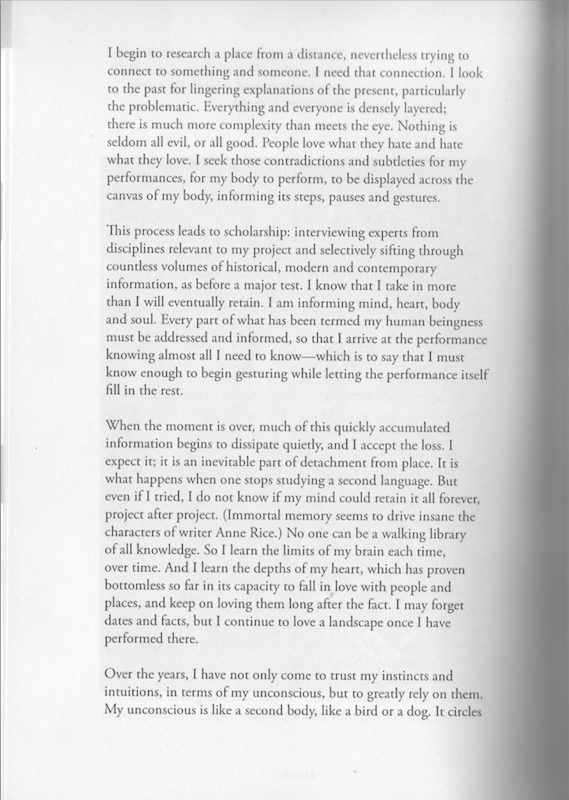 I begin to research a place from a distance, nevertheless trying to
connect to something and someone. I need that connection. I look
to the past for lingering explanations of the present, particularly
the problematic. Everything and everyone is densely layered;
there is much more complexity than meets the eye. Nothing is
seldom all evil, or all good. People love what they hate and hate
what they love. I seek those contradictions and subtleties for my
performances, for my body to perform, to be displayed across the
canvas of my body, informing its steps, pauses and gestures.
This process leads to scholarship: interviewing experts from
disciplines relevant to my project and selectively sifting through
countless volumes of historical, modern and contemporary
information, as before a major test. I know that I take in more
than I will eventually retain. I am informing mind, heart, body
and soul. Every part of what has been termed my human beingness
must be addressed and informed, so that I arrive at the performance
knowing almost all I need to know—which is to say that I must
know enough to begin gesturing while letting the performance itself
fill in the rest.
When the moment is over, much of this quickly accumulated
information begins to dissipate quietly, and I accept the loss. I
expect it; it is an inevitable part of detachment from place. It is
what happens when one stops studying a second language. But
even if I tried, I do not know if my mind could retain it all forever,
project after project. (Immortal memory seems to drive insane the
characters of writer Anne Rice.) No one can be a walking library
of all knowledge. So I learn the limits of my brain each time,
over time. And I learn the depths of my heart, which has proven
bottomless so far in its capacity to fall in love with people and
places, and keep on loving them long after the fact. I may forget
dates and facts, but I continue to love a landscape once I have
performed there.
Over the years, I have not only come to trust my instincts and
intuitions, in terms of my unconscious, but to greatly rely on them.
My unconscious is like a second body, like a bird or a dog. It circles